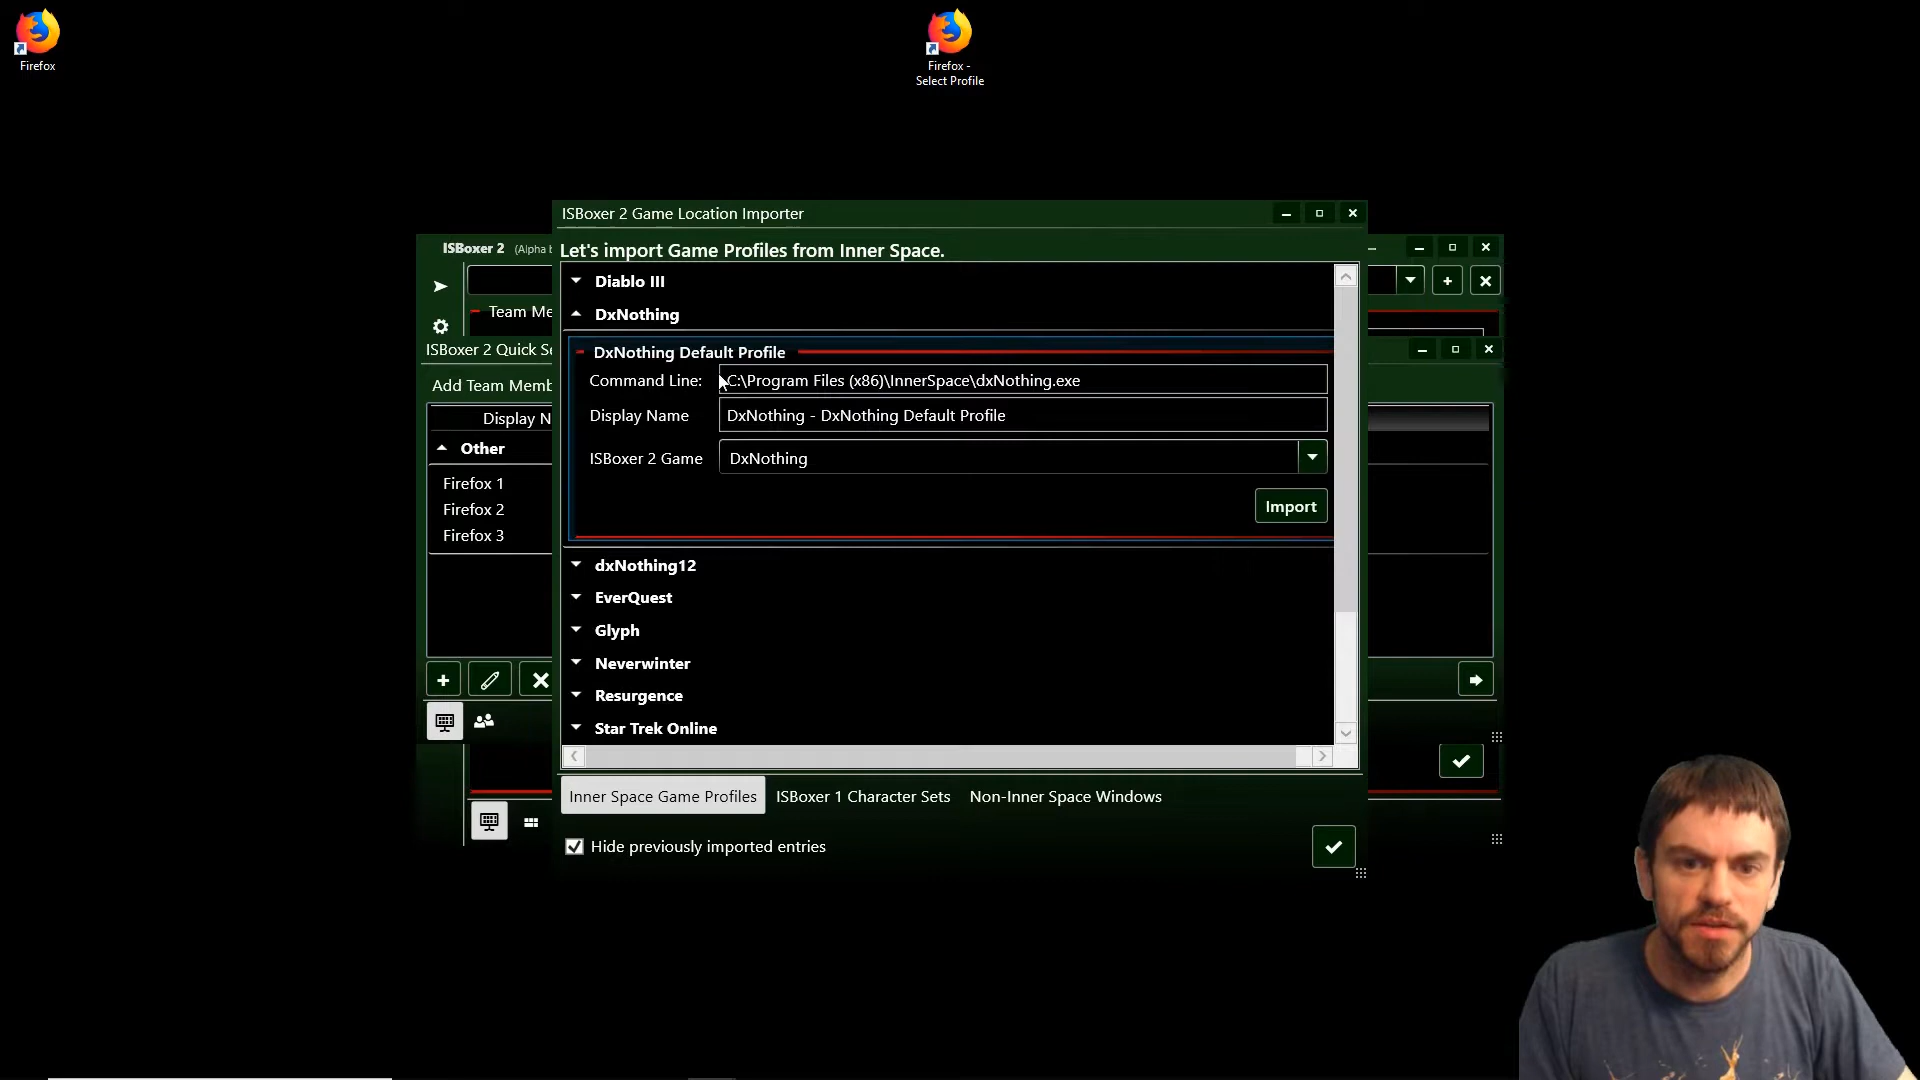 Firefox
Firefox -
Select Profile
ISBoxer 2 Game Location Importer
ISBoxer 2 (Alpha b
Let's import Game Profiles from Inner Space.
Diablo III
Team Me
DxNothing
ISBoxer 2 Quick Se
DxNothing Default Profile
Add Team Memb
Command Line: C:\Program Files (x86)\InnerSpace\dxNothing.exe
Display N
Display Name DxNothing - DxNothing Default Profile
Other
ISBoxer 2 Game DxNothing
Firefox 1
Firefox 2
Import
Firefox 3
dxNothing12
EverQuest
Glyph
Neverwinter
Resurgence
Star Trek Online
Inner Space Game Profiles ISBoxer 1 Character Sets Non-Inner Space Windows
Hide previously imported entries